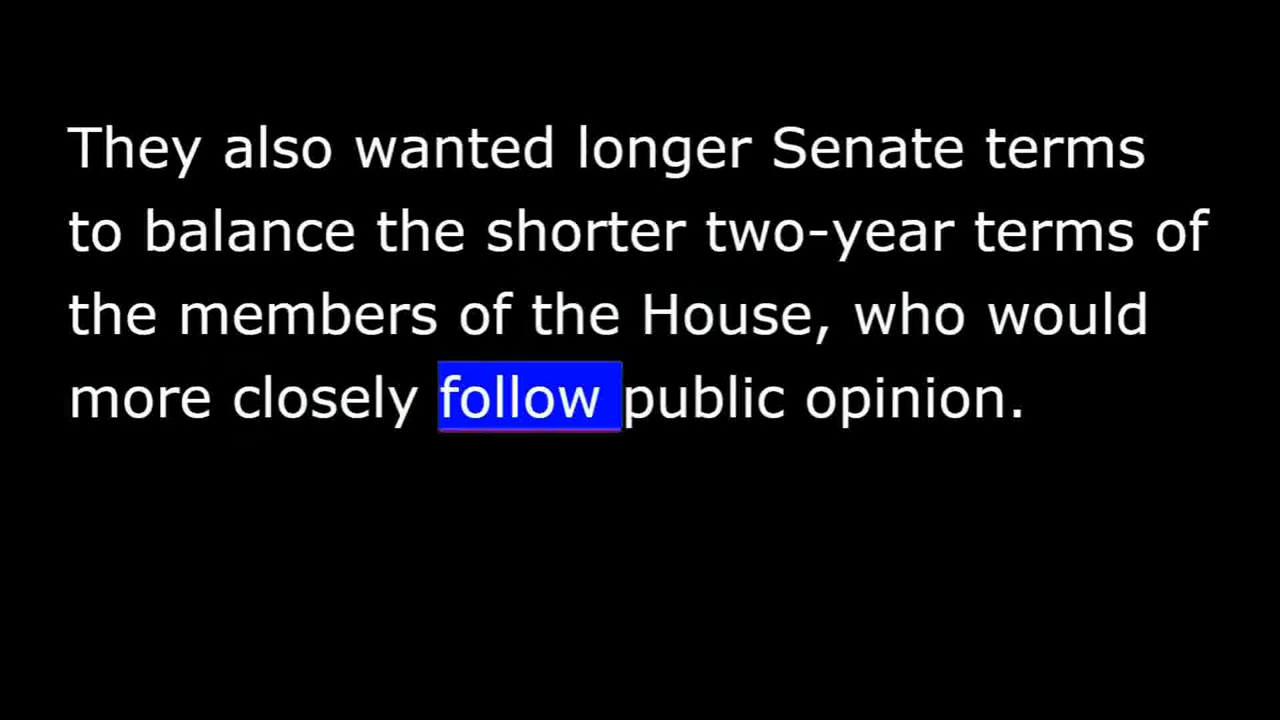 They also wanted longer Senate terms
to balance the shorter two-year terms of
the members of the House, who would
more closely follow public opinion.